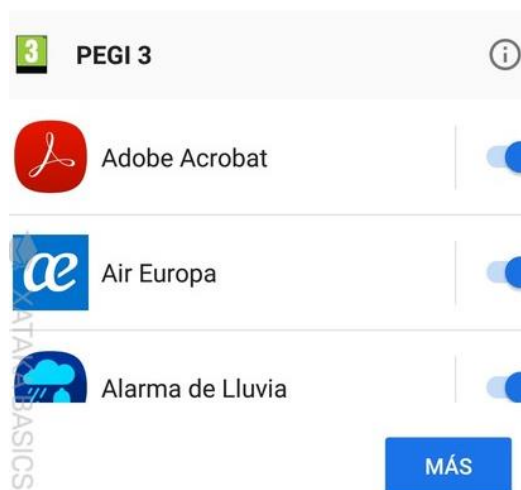 3 PEGI 3
Adobe Acrobat
æ Air Europa
Alarma de Lluvia
MÁS
XATAKA BASICS